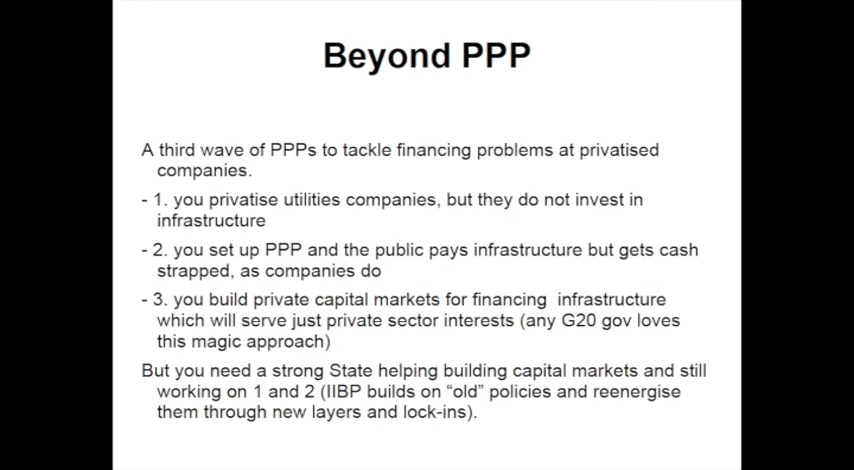 Beyond PPP
A third wave of PPPs to tackle financing problems at privatised
companies.
- 1. you privatise utilities companies, but they do not invest in
infrastructure
- 2. you set up PPP and the public pays infrastructure but gets cash
strapped, as companies do
- 3. you build private capital markets for financing infrastructure
which will serve just private sector interests (any G20 gov loves
this magic approach)
But you need a strong State helping building capital markets and still
working on 1 and 2 (IIBP builds on “old” policies and reenergise
them through new layers and lock-ins).